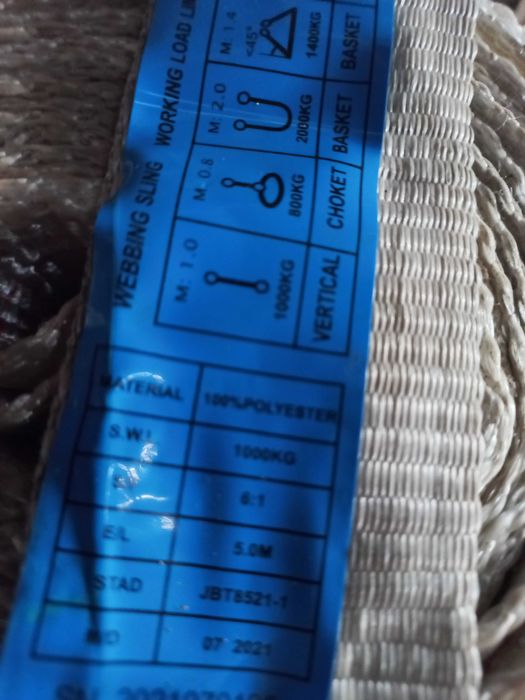 WEBBING SLING WORKING LOAD LIM
M: 1.0 M: 0.8 M: 2.0 M: 1.4
<45°
1000KG 800KG 2000KG 1400KG
VERTICAL CHOKET BASKET BASKET
MATERIAL 100%POLYESTER
S.W.L 1000KG
6:1
E/L 5.0M
STAD JBT8521-1
07 2021